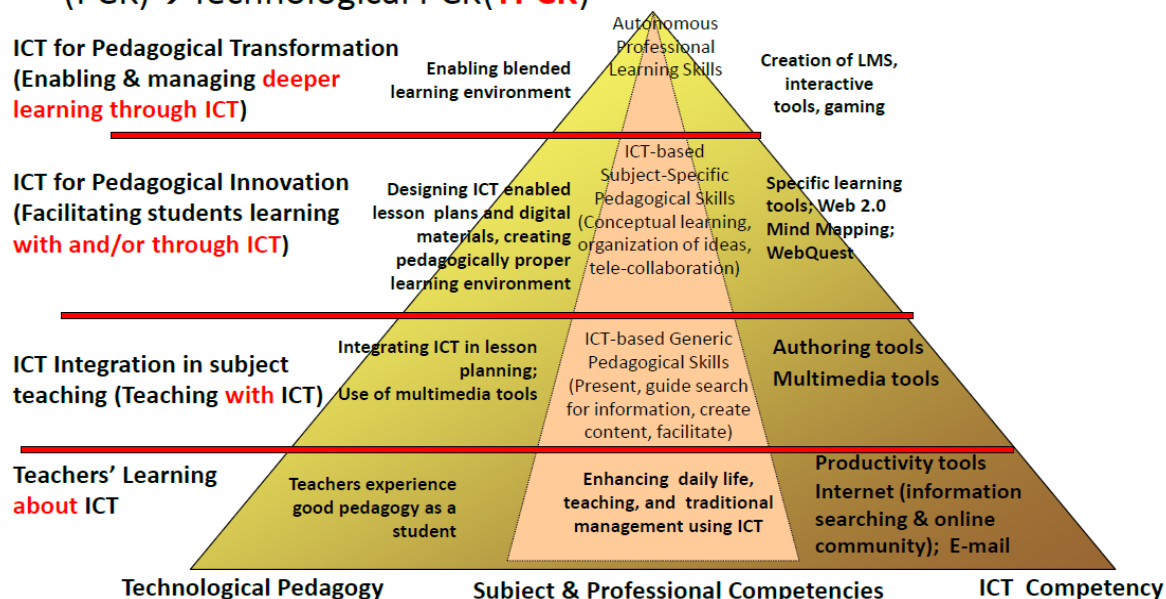 (PCK) → Technological PCK(TPCK)
ICT for Pedagogical Transformation
(Enabling & managing deeper
learning through ICT)
Enabling blended
learning environment
Autonomous
Professional
Learning Skills
Creation of LMS,
interactive
tools, gaming
ICT for Pedagogical Innovation
(Facilitating students learning
with and/or through ICT)
Designing ICT enabled
lesson plans and digital
materials, creating
pedagogically proper
learning environment
ICT-based
Subject-Specific
Pedagogical Skills
(Conceptual learning,
organization of ideas,
tele-collaboration)
Specific learning
tools; Web 2.0
Mind Mapping;
WebQuest
ICT Integration in subject
teaching (Teaching with ICT)
Integrating ICT in lesson
planning;
Use of multimedia tools
ICT-based Generic
Pedagogical Skills
(Present, guide search
for information, create
content, facilitate)
Authoring tools
Multimedia tools
Teachers’ Learning
about ICT
Teachers experience
good pedagogy as a
student
Enhancing daily life,
teaching, and traditional
management using ICT
Productivity tools
Internet (information
searching & online
community); E-mail
Technological Pedagogy
Subject & Professional Competencies
ICT Competency